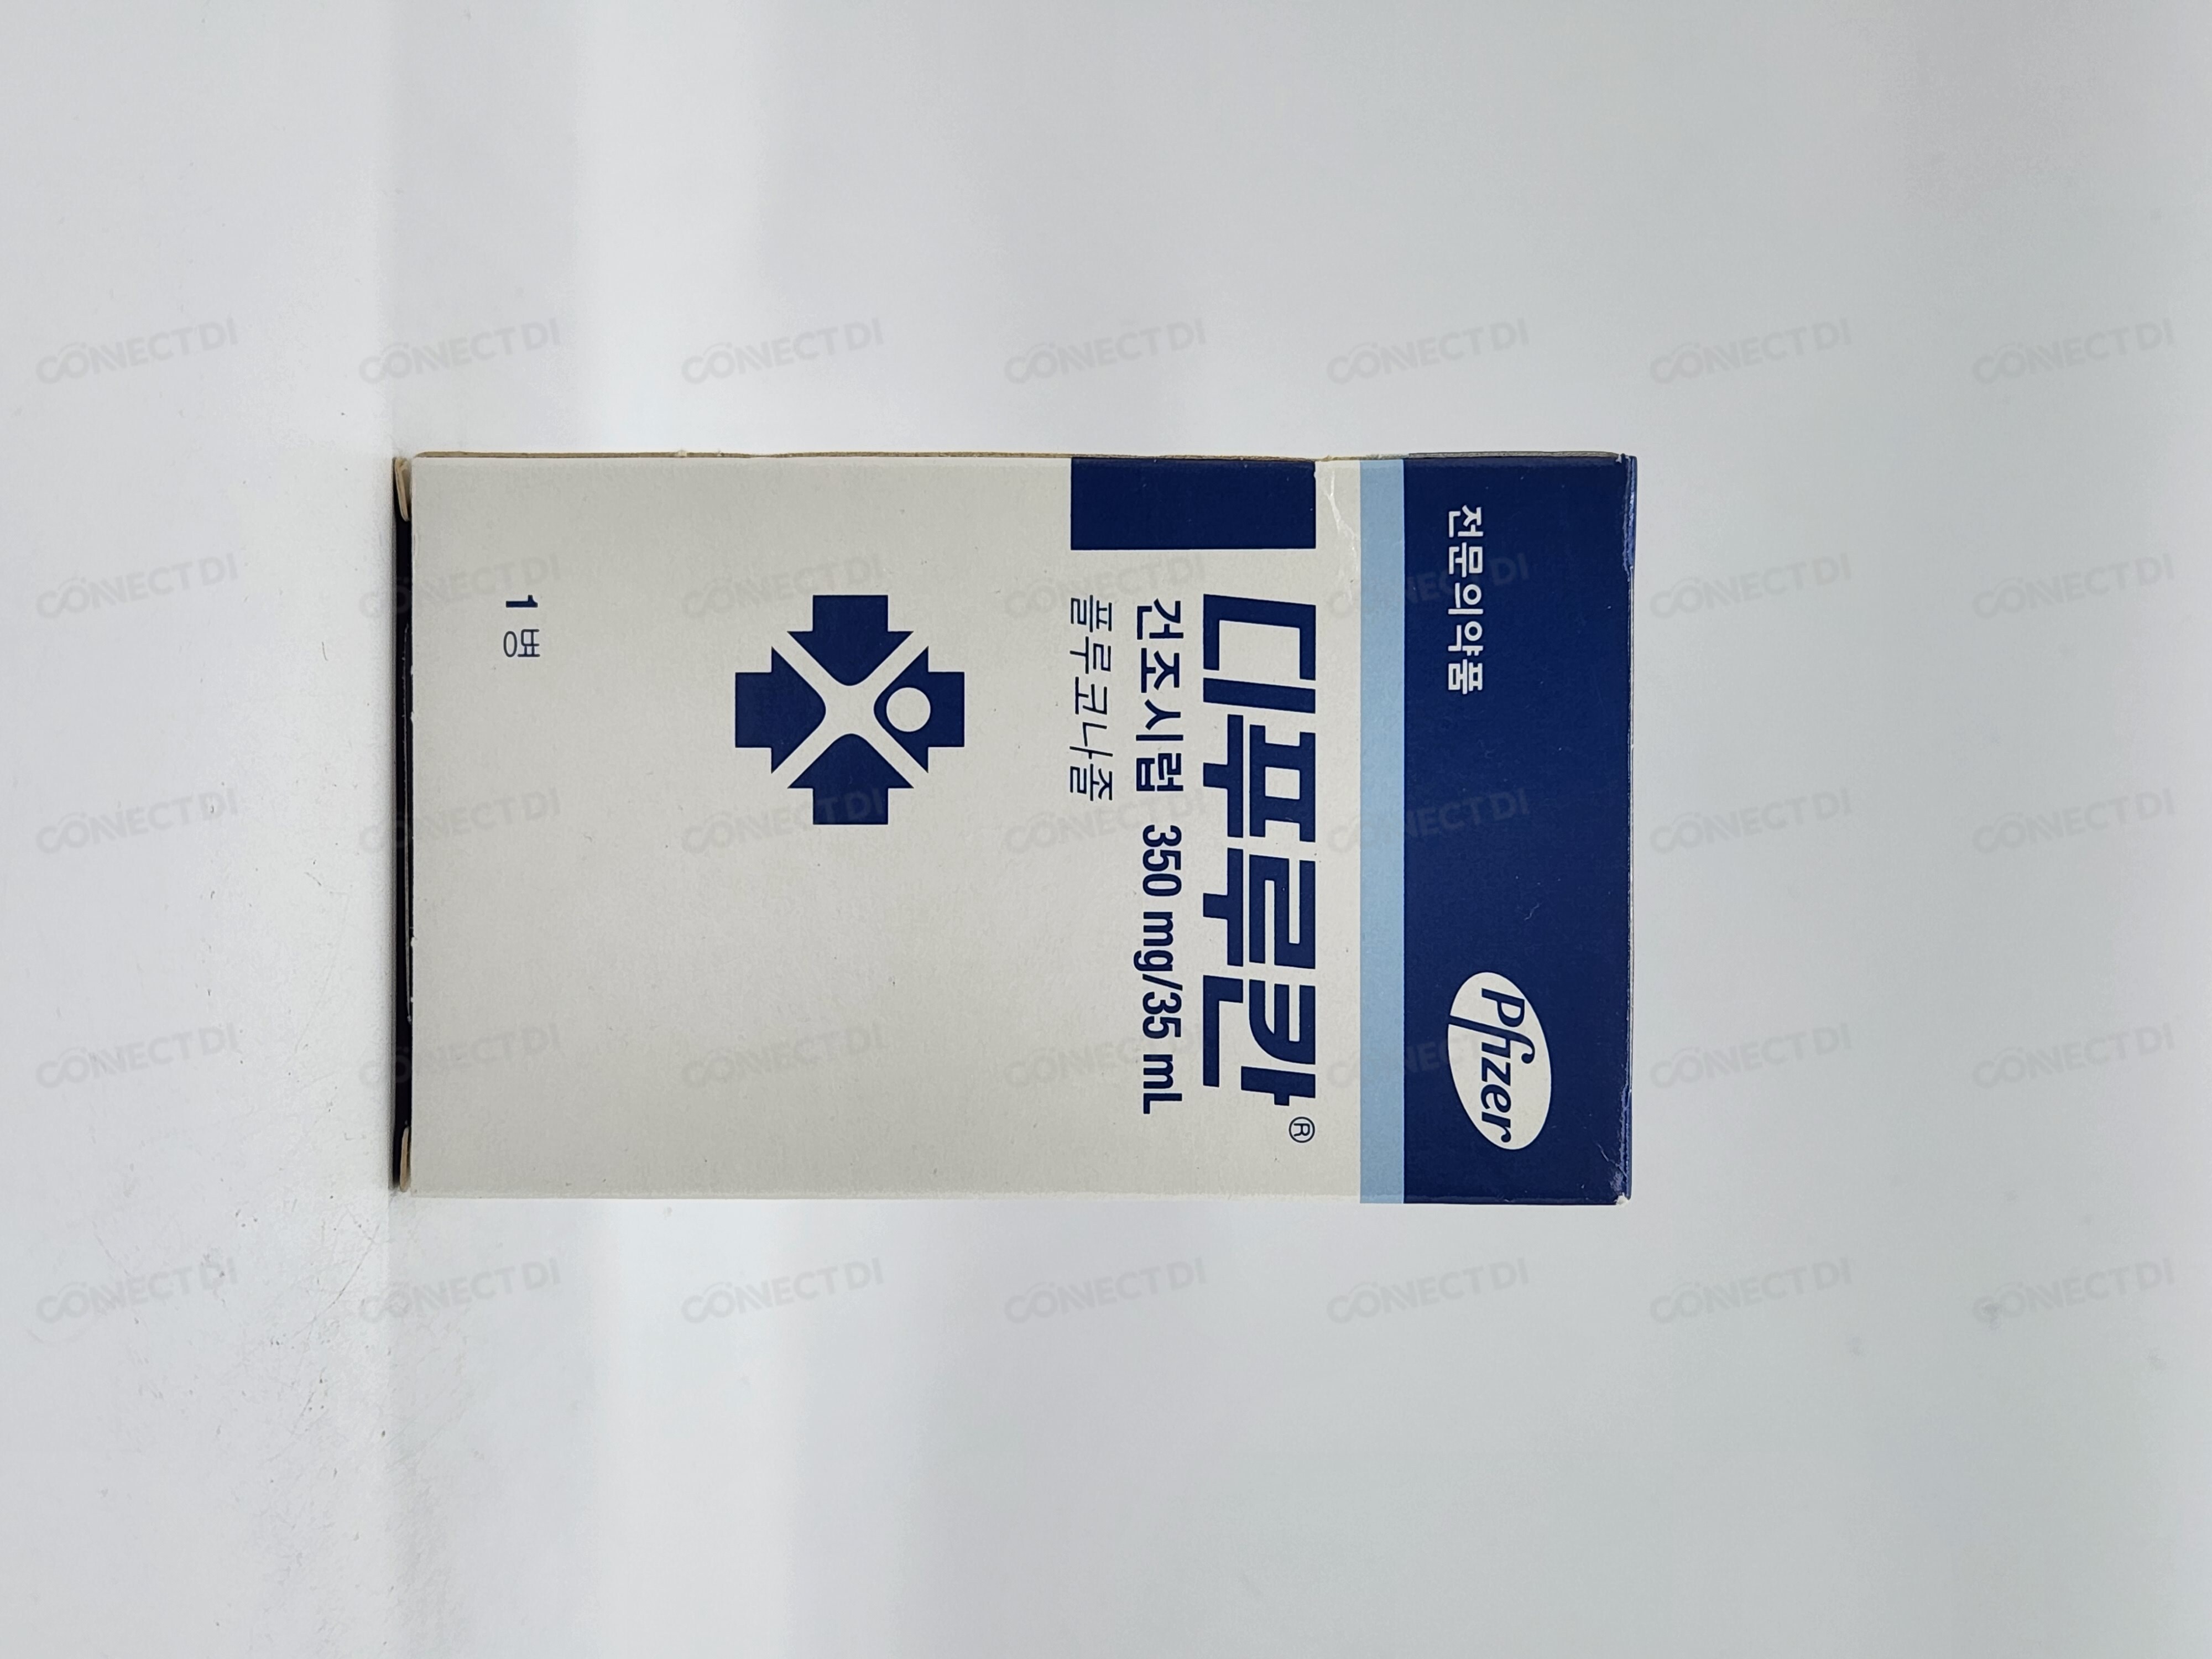 전문의약품
Pfizer
디푸루칸®
건조시럽 350 mg/35 mL
플루코나졸
1 병
CONNECT DI